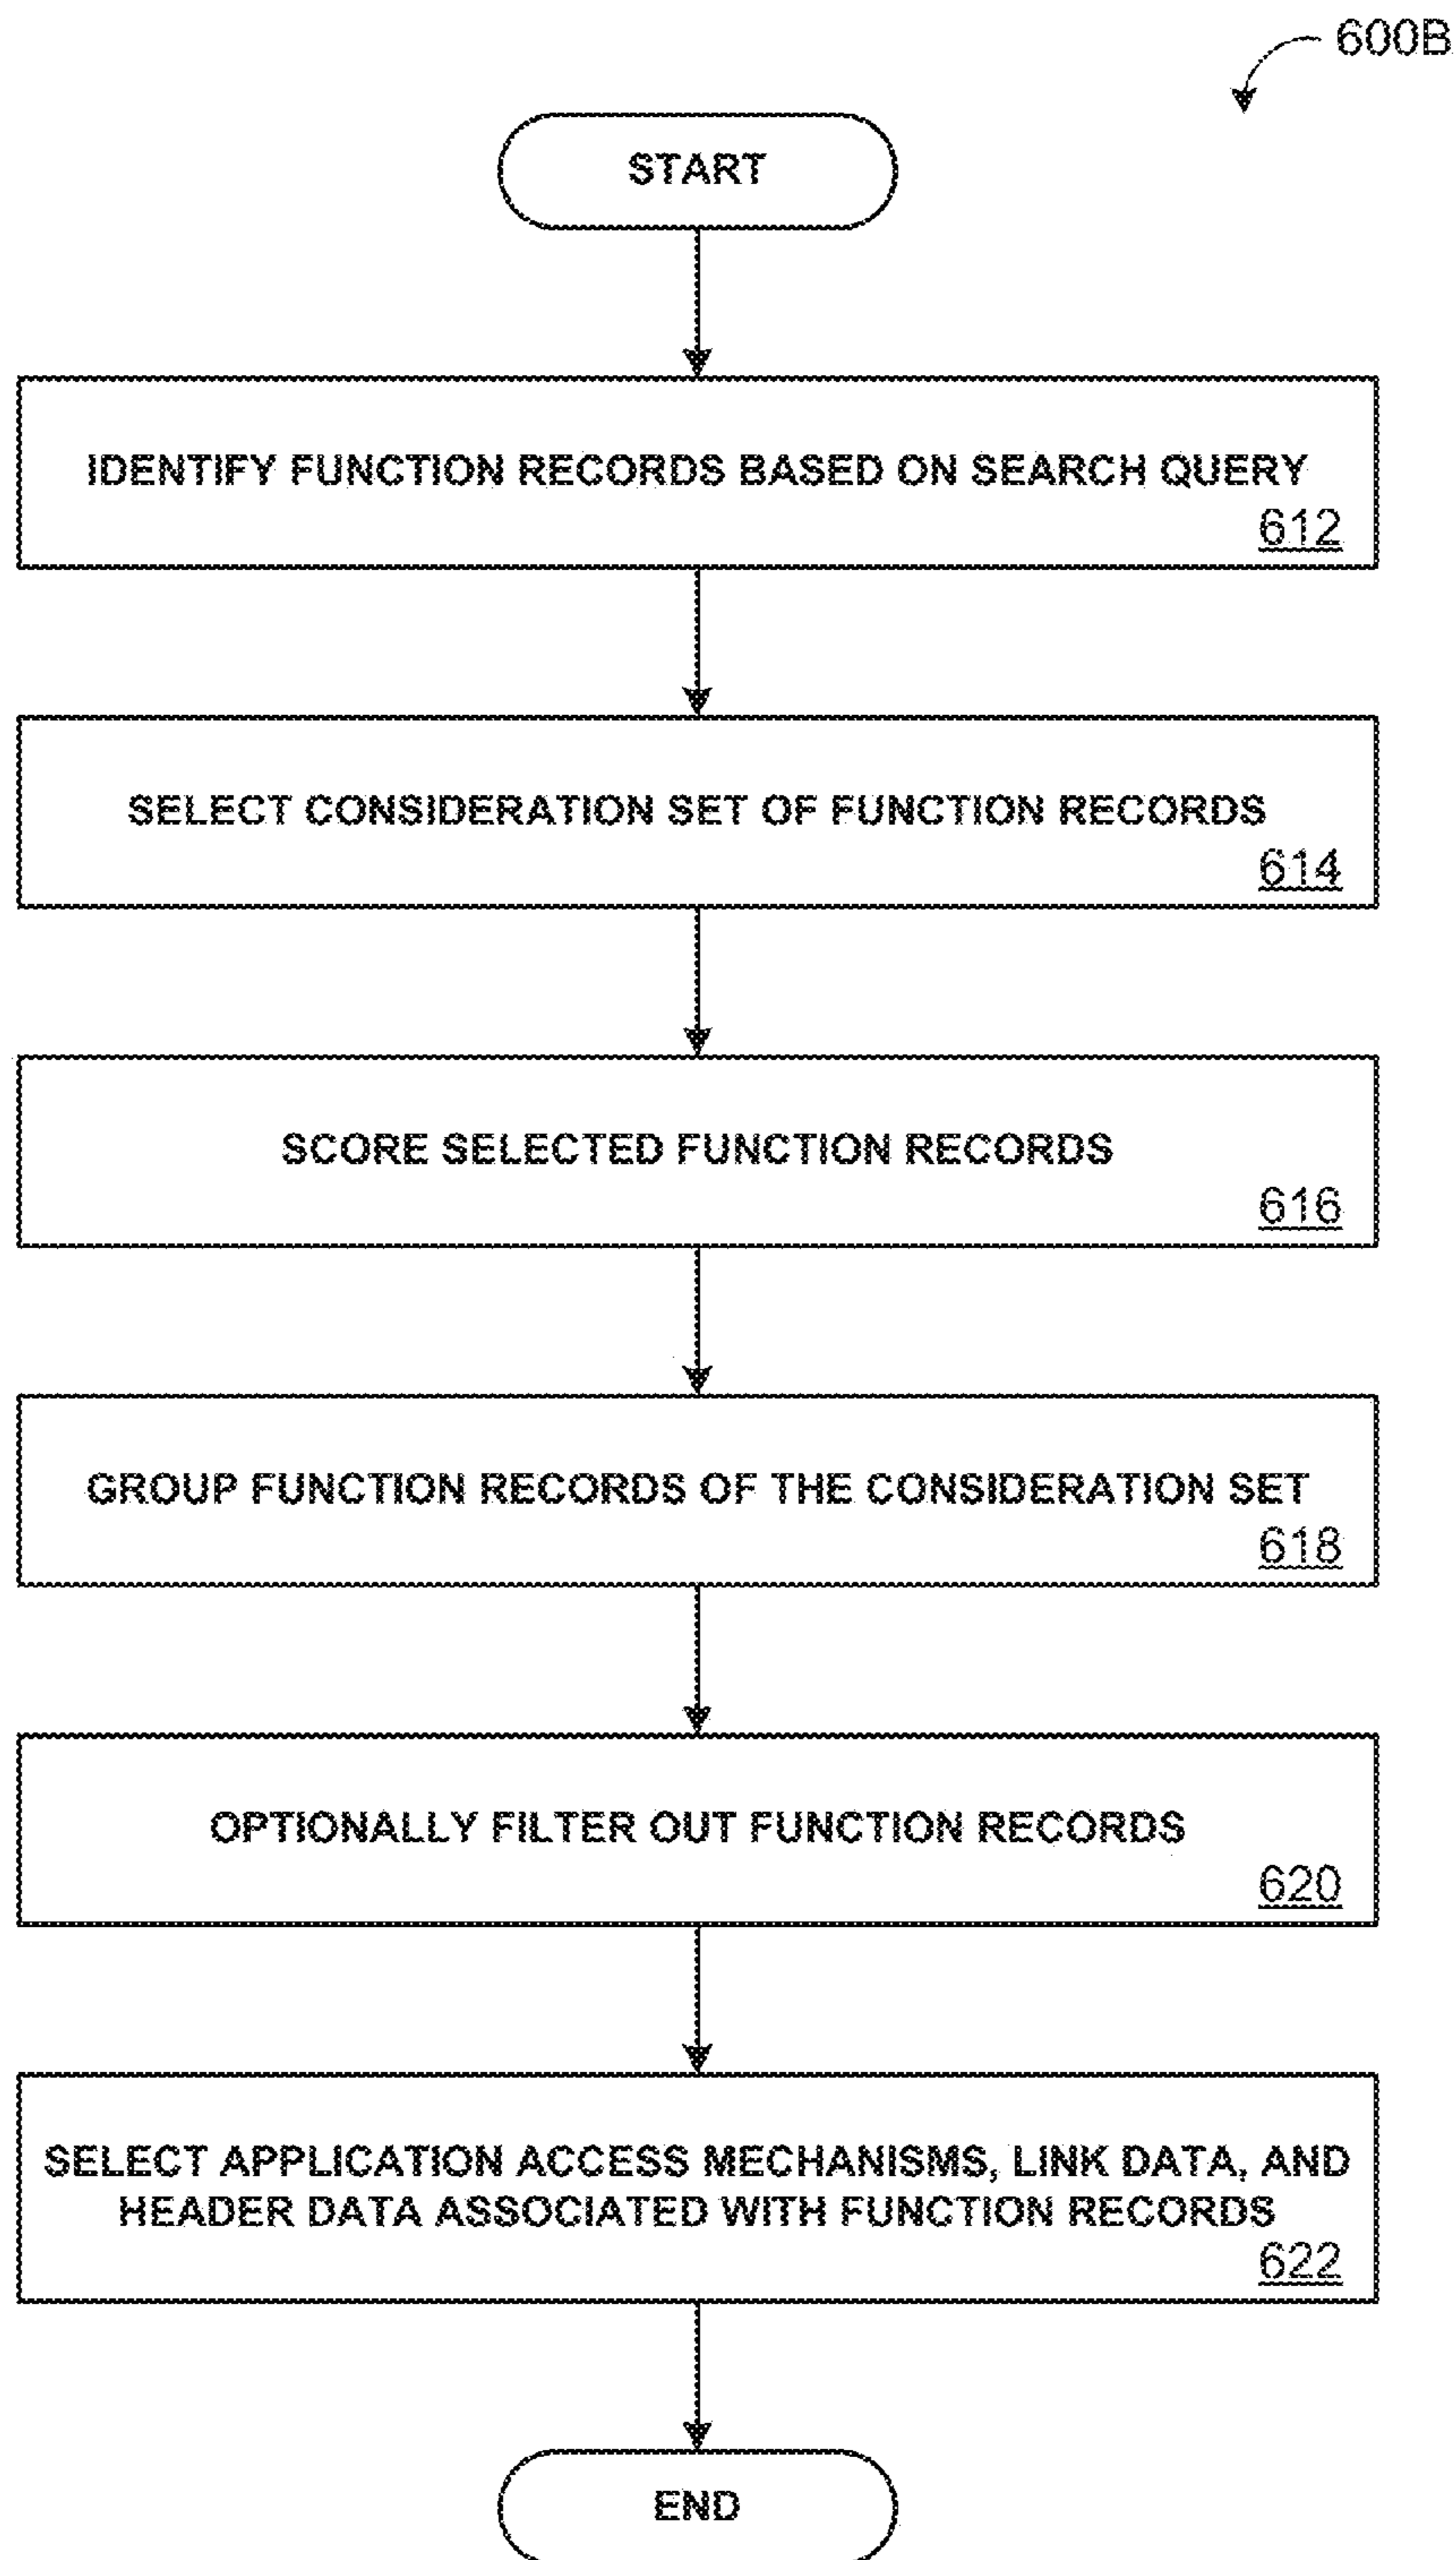 600B
START
IDENTIFY FUNCTION RECORDS BASED ON SEARCH QUERY
612
SELECT CONSIDERATION SET OF FUNCTION RECORDS
614
SCORE SELECTED FUNCTION RECORDS
616
GROUP FUNCTION RECORDS OF THE CONSIDERATION SET
618
OPTIONALLY FILTER OUT FUNCTION RECORDS
620
SELECT APPLICATION ACCESS MECHANISMS, LINK DATA, AND
HEADER DATA ASSOCIATED WITH FUNCTION RECORDS
622
END